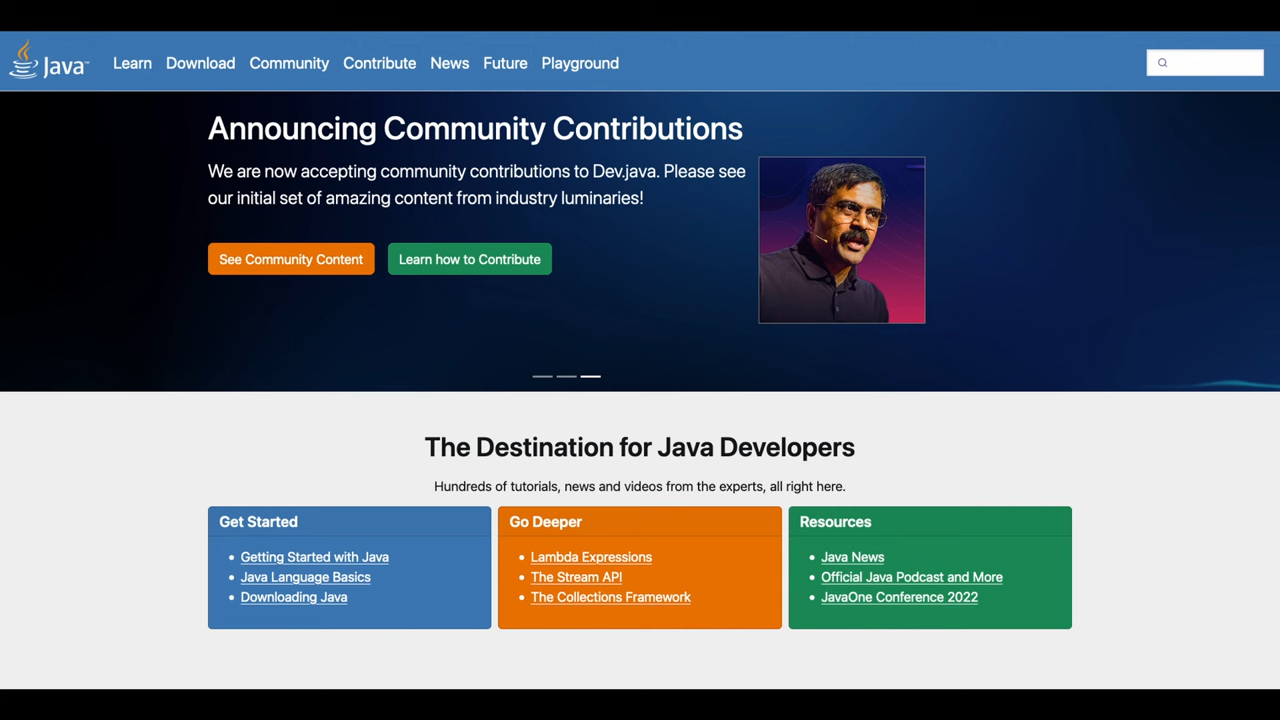 Java™
Learn Download Community Contribute News Future Playground
Announcing Community Contributions
We are now accepting community contributions to Dev.java. Please see
our initial set of amazing content from industry luminaries!
See Community Content
Learn how to Contribute
The Destination for Java Developers
Hundreds of tutorials, news and videos from the experts, all right here.
Get Started
Getting Started with Java
Java Language Basics
Downloading Java
Go Deeper
Lambda Expressions
The Stream API
The Collections Framework
Resources
Java News
Official Java Podcast and More
JavaOne Conference 2022